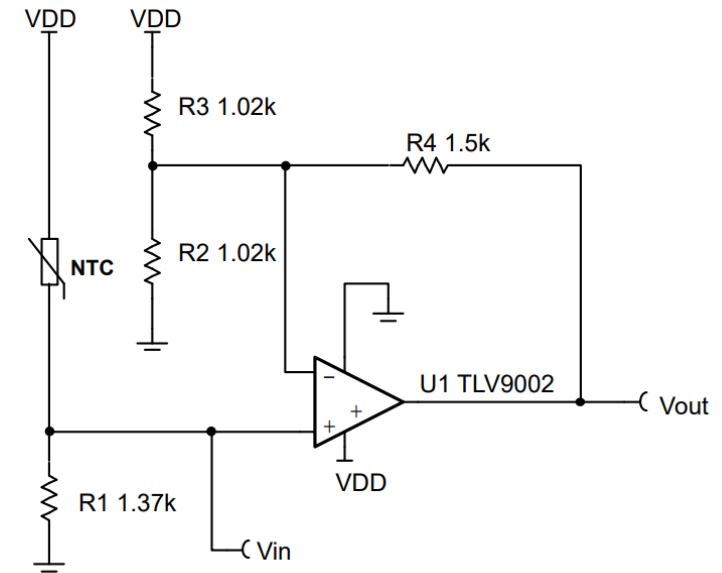 VDD
VDD
R3 1.02k
R4 1.5k
R2 1.02k
NTC
U1 TLV9002
Vout
VDD
R1 1.37k
Vin